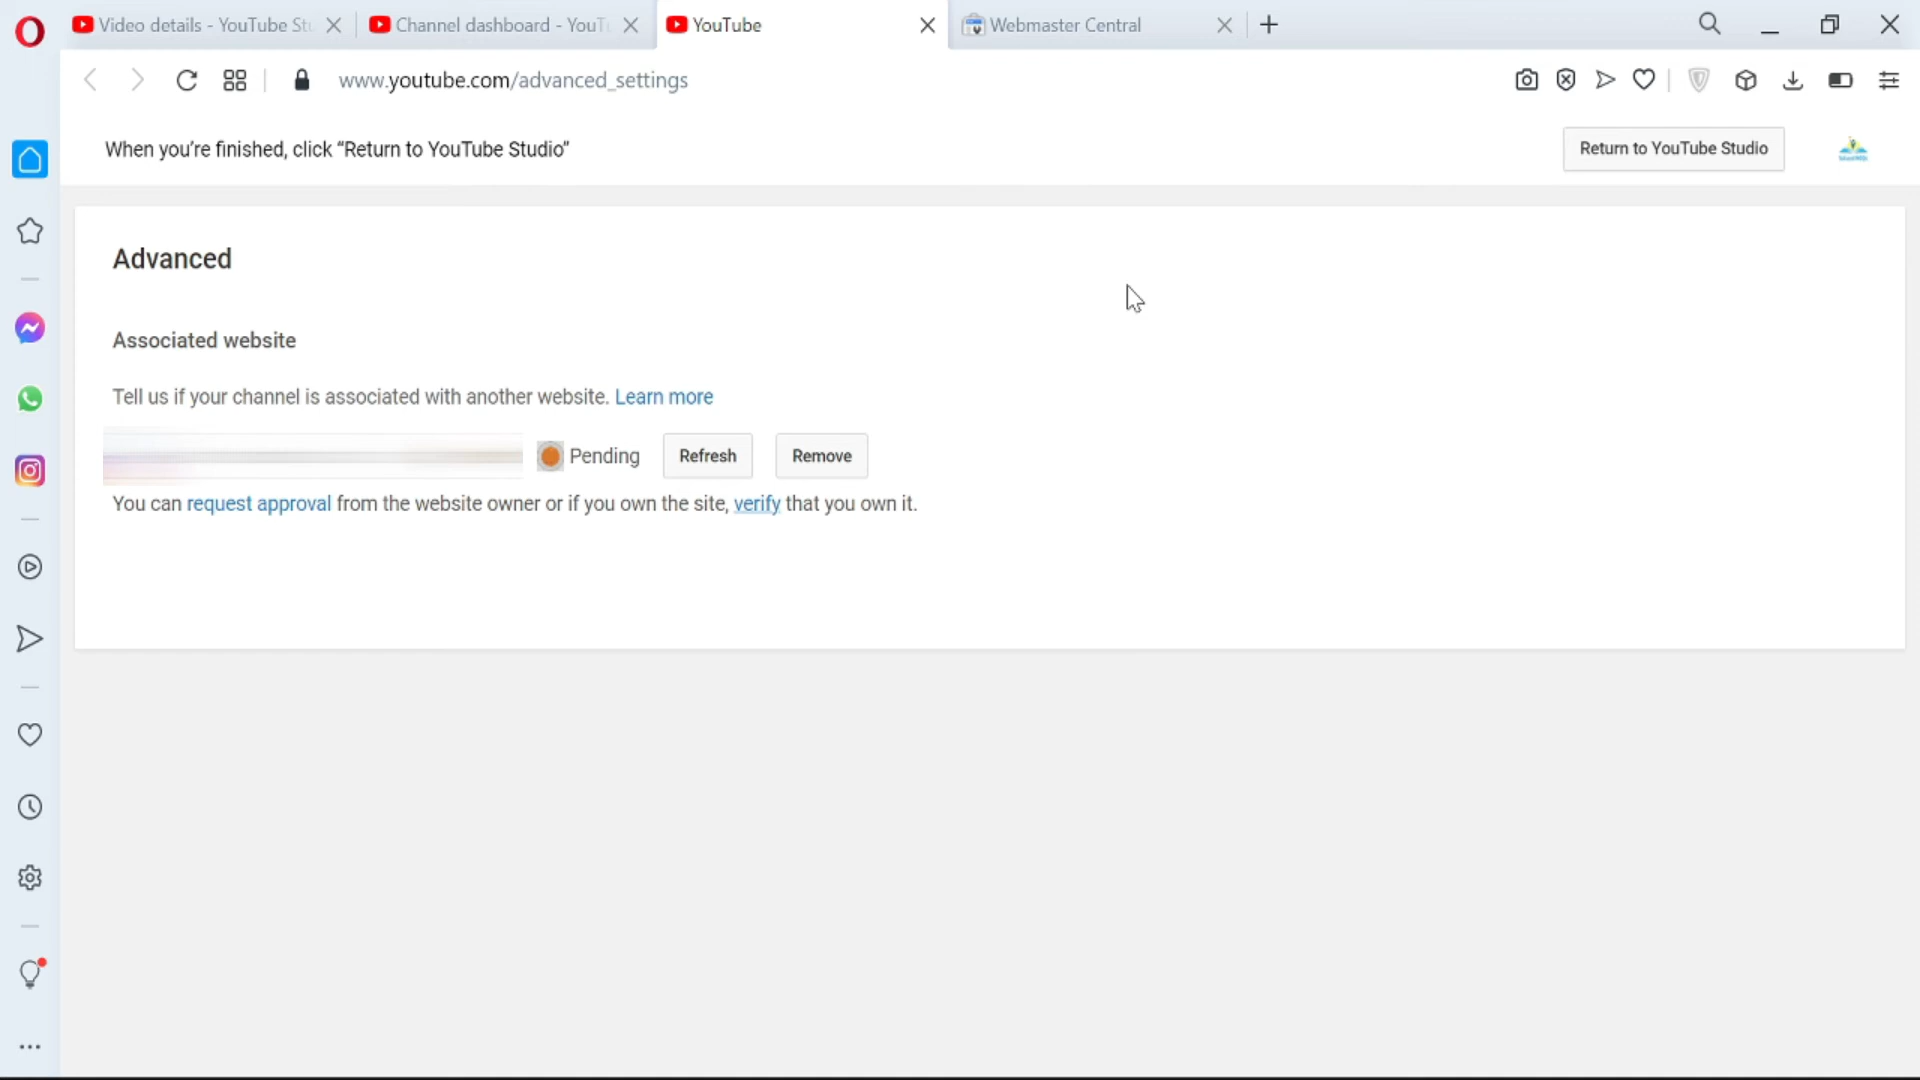 Video details - YouTube Stu
Channel dashboard - YouTu
YouTube
Webmaster Central
www.youtube.com/advanced_settings
When you're finished, click “Return to YouTube Studio”
Return to YouTube Studio
Advanced
Associated website
Tell us if your channel is associated with another website. Learn more
Pending
Refresh
Remove
You can request approval from the website owner or if you own the site, verify that you own it.